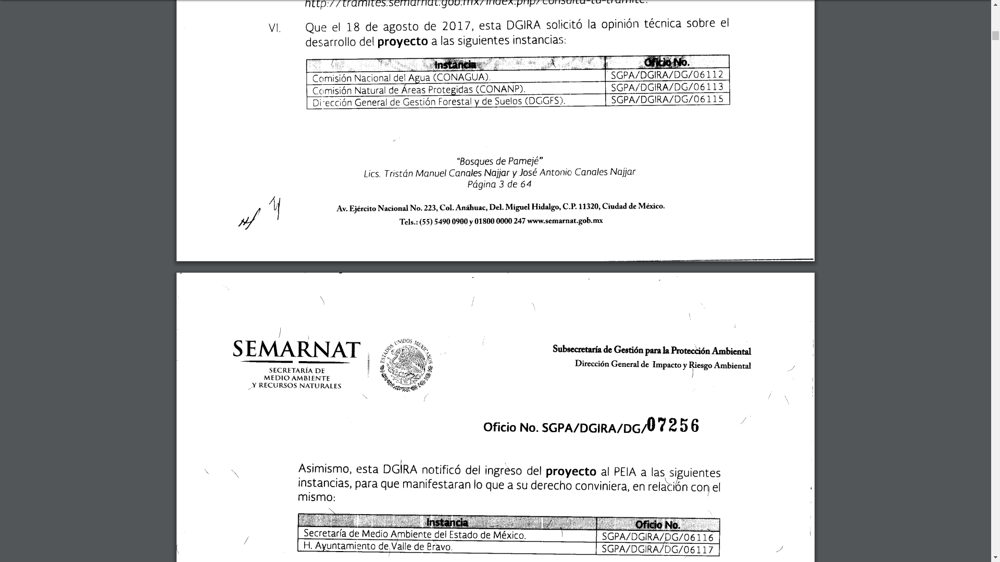 http://tramites.semarnat.gob.mx/index.php/consulta-tu-tramite.
VI. Que el 18 de agosto de 2017, esta DGIRA solicitó la opinión técnica sobre el
desarrollo del proyecto a las siguientes instancias:
Instancia Oficio No.
Comisión Nacional del Agua (CONAGUA). SGPA/DGIRA/DG/06112
Comisión Natural de Áreas Protegidas (CONANP). SGPA/DGIRA/DG/06113
Dirección General de Gestión Forestal y de Suelos (DGGFS). SGPA/DGIRA/DG/06115
“Bosques de Pamejé”
Lics. Tristán Manuel Canales Najjar y José Antonio Canales Najjar
Página 3 de 64
Av. Ejército Nacional No. 223, Col. Anáhuac, Del. Miguel Hidalgo, C.P. 11320, Ciudad de México.
Tels.: (55) 5490 0900 y 01800 0000 247 www.semarnat.gob.mx
SEMARNAT
SECRETARÍA DE
MEDIO AMBIENTE
Y RECURSOS NATURALES
ESTADOS UNIDOS MEXICANOS
Subsecretaría de Gestión para la Protección Ambiental
Dirección General de Impacto y Riesgo Ambiental
Oficio No. SGPA/DGIRA/DG/07256
Asimismo, esta DGIRA notificó del ingreso del proyecto al PEIA a las siguientes
instancias, para que manifestaran lo que a su derecho conviniera, en relación con el
mismo:
Instancia Oficio No.
Secretaría de Medio Ambiente del Estado de México. SGPA/DGIRA/DG/06116
H. Ayuntamiento de Valle de Bravo. SGPA/DGIRA/DG/06117